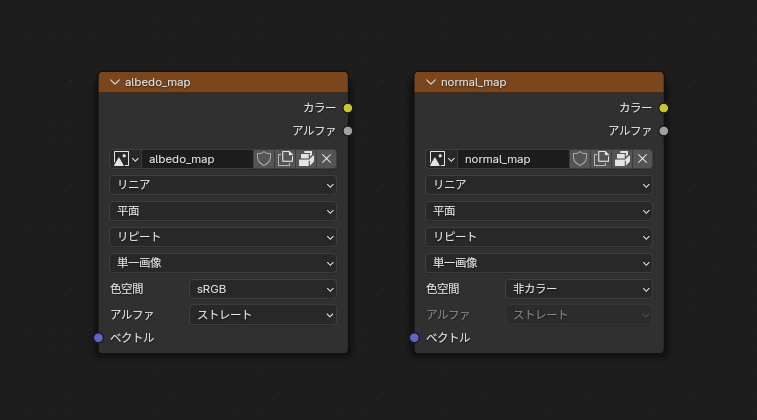 albedo_map
カラー
アルファ
albedo_map
リニア
平面
リピート
単一画像
色空間 sRGB
アルファ ストレート
ベクトル
normal_map
カラー
アルファ
normal_map
リニア
平面
リピート
単一画像
色空間 非カラー
アルファ ストレート
ベクトル